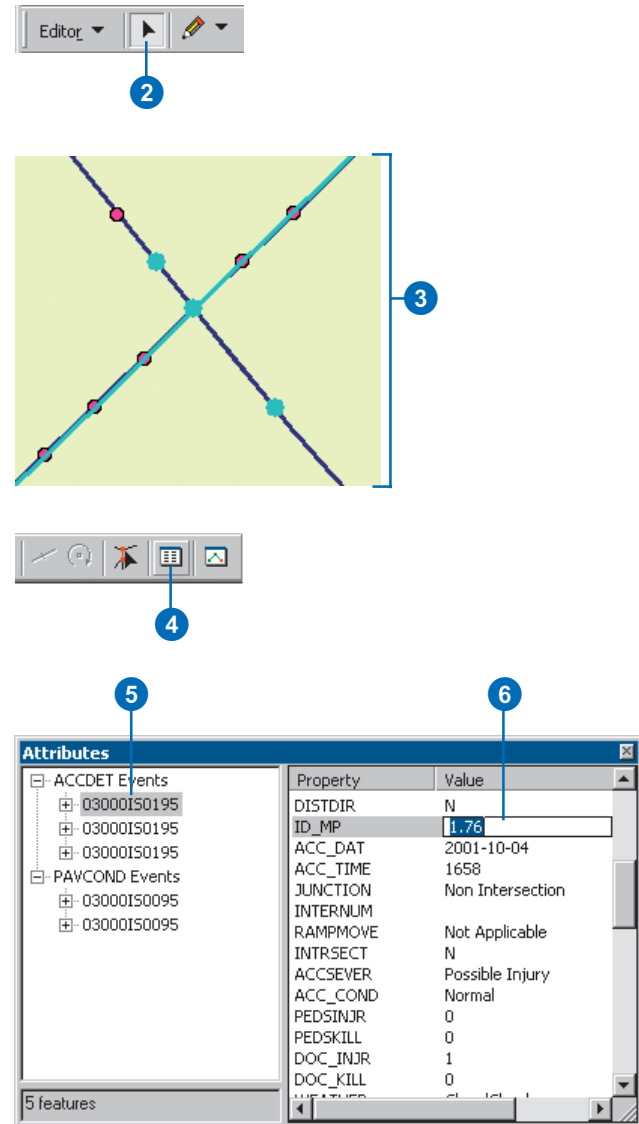 Editor
2
3
4
5
6
Attributes
ACCDET Events
03000IS0195
03000IS0195
03000IS0195
PAVCOND Events
03000IS0095
03000IS0095
5 features
Property Value
DISTDIR N
ID_MP 1.76
ACC_DAT 2001-10-04
ACC_TIME 1658
JUNCTION Non Intersection
INTERNUM
RAMPMOVE Not Applicable
INTRSECT N
ACCSEVER Possible Injury
ACC_COND Normal
PEDSINJR 0
PEDSKILL 0
DOC_INJR 1
DOC_KILL 0